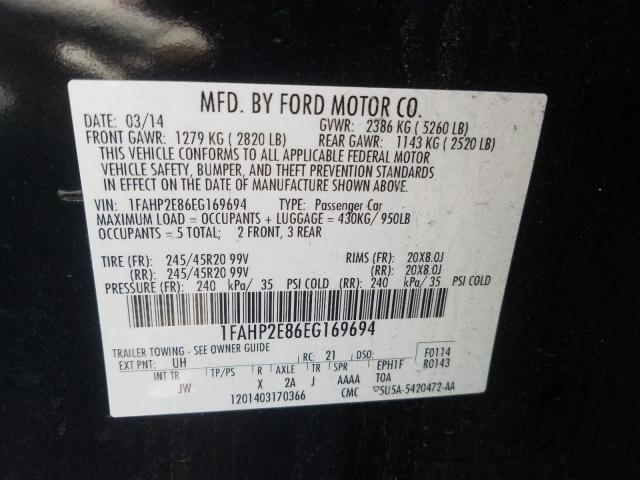 MFD. BY FORD MOTOR CO.
DATE: 03/14 GVWR: 2386 KG ( 5260 LB)
FRONT GAWR: 1279 KG ( 2820 LB) REAR GAWR: 1143 KG ( 2520 LB)
THIS VEHICLE CONFORMS TO ALL APPLICABLE FEDERAL MOTOR
VEHICLE SAFETY, BUMPER, AND THEFT PREVENTION STANDARDS
IN EFFECT ON THE DATE OF MANUFACTURE SHOWN ABOVE.
VIN: 1FAHP2E86EG169694 TYPE: Passenger Car
MAXIMUM LOAD = OCCUPANTS + LUGGAGE = 430KG/ 950LB
OCCUPANTS = 5 TOTAL; 2 FRONT, 3 REAR
TIRE (FR): 245/45R20 99V RIMS (FR): 20X8.0J
(RR): 245/45R20 99V (RR): 20X8.0J
PRESSURE (FR): 240 kPa/ 35 PSI COLD (RR): 240 kPa/ 35 PSI COLD
1FAHP2E86EG169694
TRAILER TOWING - SEE OWNER GUIDE
EXT PNT: UH RC: 21 DSO: F0114
R0143
INT TR TP/PS R AXLE TR SPR EPH1F
JW X 2A J AAAA TOA
1201403170366 CMC ▽5U5A-5420472-AA